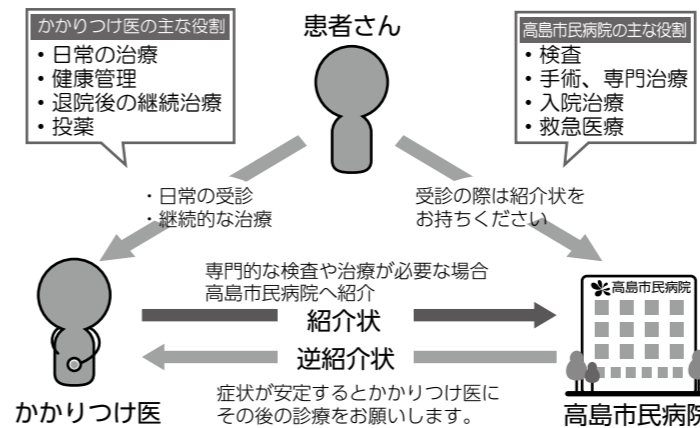 かかりつけ医の主な役割
・日常の治療
・健康管理
・退院後の継続治療
・投薬
患者さん
高島市民病院の主な役割
・検査
・手術、専門治療
・入院治療
・救急医療
・日常の受診
・継続的な治療
受診の際は紹介状を
お持ちください
専門的な検査や治療が必要な場合
高島市民病院へ紹介
紹介状
逆紹介状
症状が安定するとかかりつけ医に
その後の診療をお願いします。
かかりつけ医
高島市民病院
高島市民病院